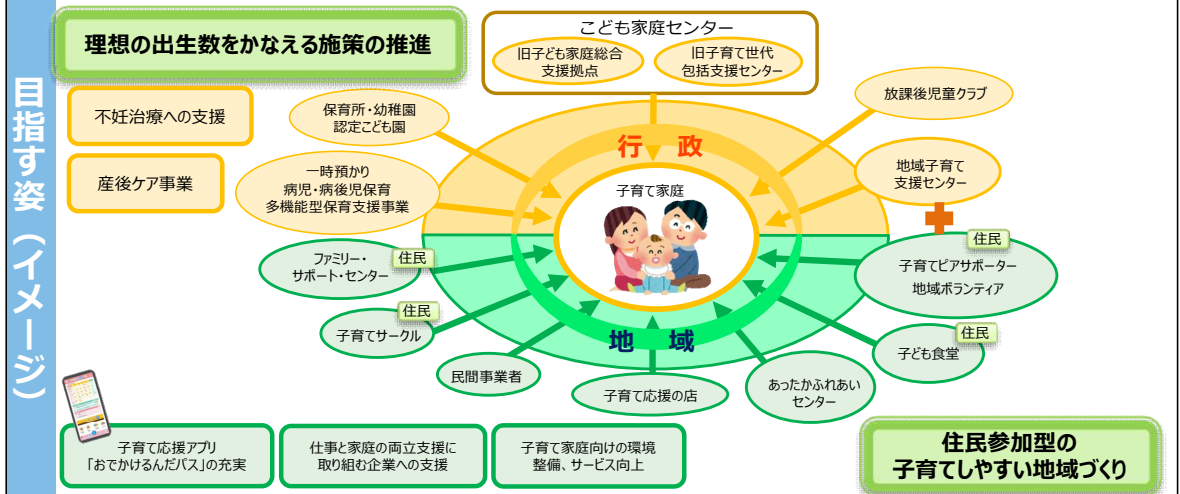 目指す姿（イメージ）
理想の出生数をかなえる施策の推進
こども家庭センター
旧子ども家庭総合
支援拠点
旧子育て世代
包括支援センター
不妊治療への支援
産後ケア事業
保育所・幼稚園
認定こども園
一時預かり
病児・病後児保育
多機能型保育支援事業
放課後児童クラブ
地域子育て
支援センター
行政
子育て家庭
地域
住民
ファミリー・
サポート・センター
住民
子育てサークル
民間事業者
子育て応援の店
あったかふれあい
センター
住民
子ども食堂
住民
子育てピアサポーター
地域ボランティア
子育て応援アプリ
「おでかけるんだパス」の充実
仕事と家庭の両立支援に
取り組む企業への支援
子育て家庭向けの環境
整備、サービス向上
住民参加型の
子育てしやすい地域づくり